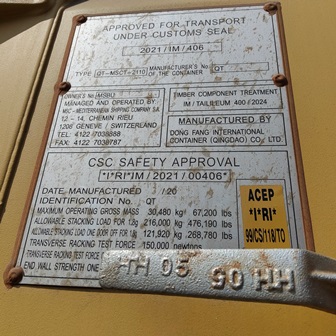 APPROVED FOR TRANSPORT
UNDER CUSTOMS SEAL
2021/IM/406
TYPE QT-MSCT-2110 MANUFACTURER'S No. OF THE CONTAINER QT
OWNER'S No MSBU
MANAGED AND OPERATED BY
MSC - MEDITERRANEAN SHIPPING COMPANY SA
12 - 14, CHEMIN RIEU
1208 GENEVE / SWITZERLAND
TEL: 4122 7038888
FAX: 4122 7038787
TIMBER COMPONENT TREATMENT
IM / TAILILEUM 400 / 2024
MANUFACTURED BY
DONG FANG INTERNATIONAL
CONTAINER (QINGDAO) CO., LTD
CSC SAFETY APPROVAL
"I*RI"IM / 2021 / 00406"
DATE MANUFACTURED /20
IDENTIFICATION No. QT
MAXIMUM OPERATING GROSS MASS 30,480 kg 67,200 lbs
ALLOWABLE STACKING LOAD FOR 1.8g 216,000 kg 476,190 lbs
ALLOWABLE STACKING LOAD ONE DOOR OFF FOR 1.8g 121,920 kg 268,780 lbs
TRANSVERSE RACKING TEST FORCE 150,000 newtons
TRANSVERSE RACKING TEST FORCE
END WALL STRENGTH ONE
ACEP
*I*RI*
99/CS/118/TO
HH 05